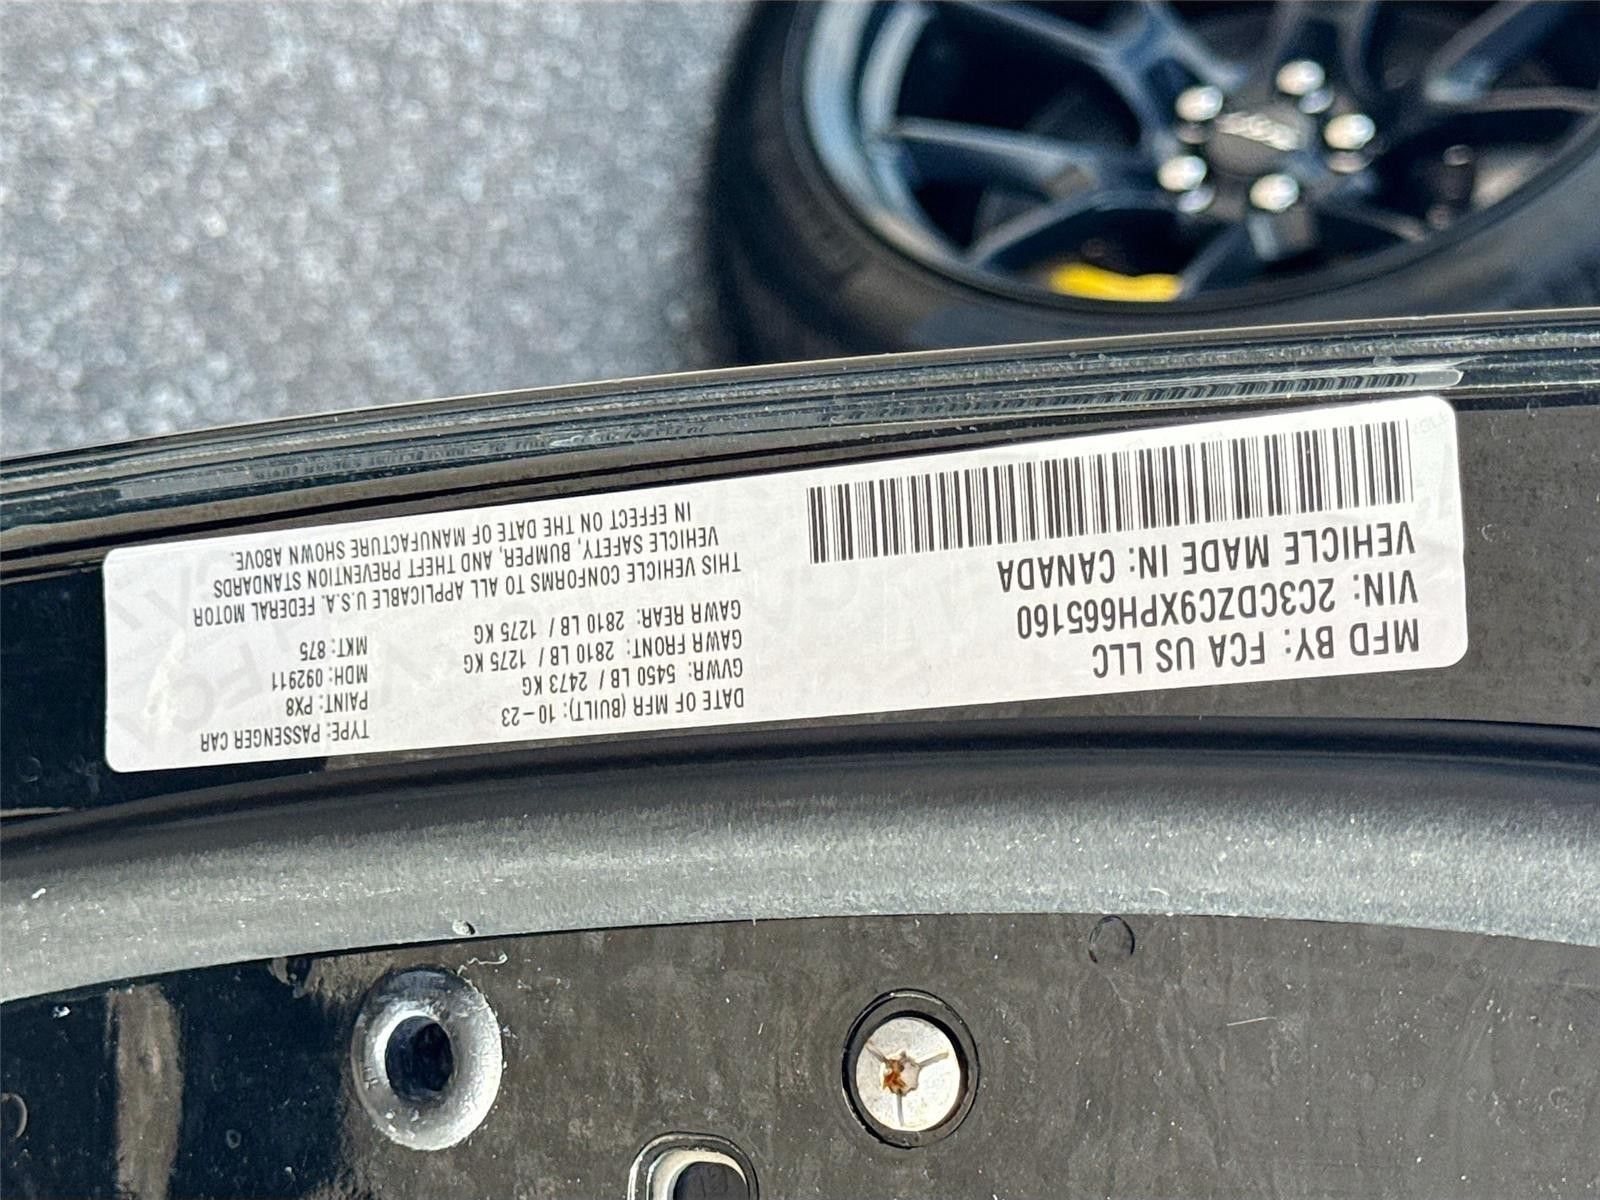 MFD BY: FCA US LLC
VIN: 2C3CDZC9XPH665160
VEHICLE MADE IN: CANADA
DATE OF MFR (BUILT): 10-23
GVWR: 5450 LB / 2473 KG
GAWR FRONT: 2810 LB / 1275 KG
GAWR REAR: 2810 LB / 1275 KG
TYPE: PASSENGER CAR
PAINT: PX8
MDH: 092911
MKT: 875
THIS VEHICLE CONFORMS TO ALL APPLICABLE U.S.A. FEDERAL MOTOR
VEHICLE SAFETY, BUMPER, AND THEFT PREVENTION STANDARDS
IN EFFECT ON THE DATE OF MANUFACTURE SHOWN ABOVE.